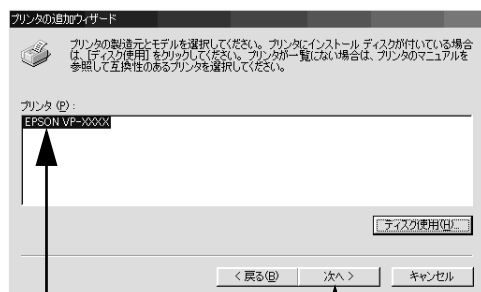 プリンタの追加ウィザード
プリンタの製造元とモデルを選択してください。プリンタにインストール ディスクが付いている場合
は、[ディスク使用] をクリックしてください。プリンタが一覧にない場合は、プリンタのマニュアルを
参照して互換性のあるプリンタを選択してください。
プリンタ (P) :
EPSON VP-XXXX
ディスク使用(H)...
< 戻る(B)
次へ >
キャンセル